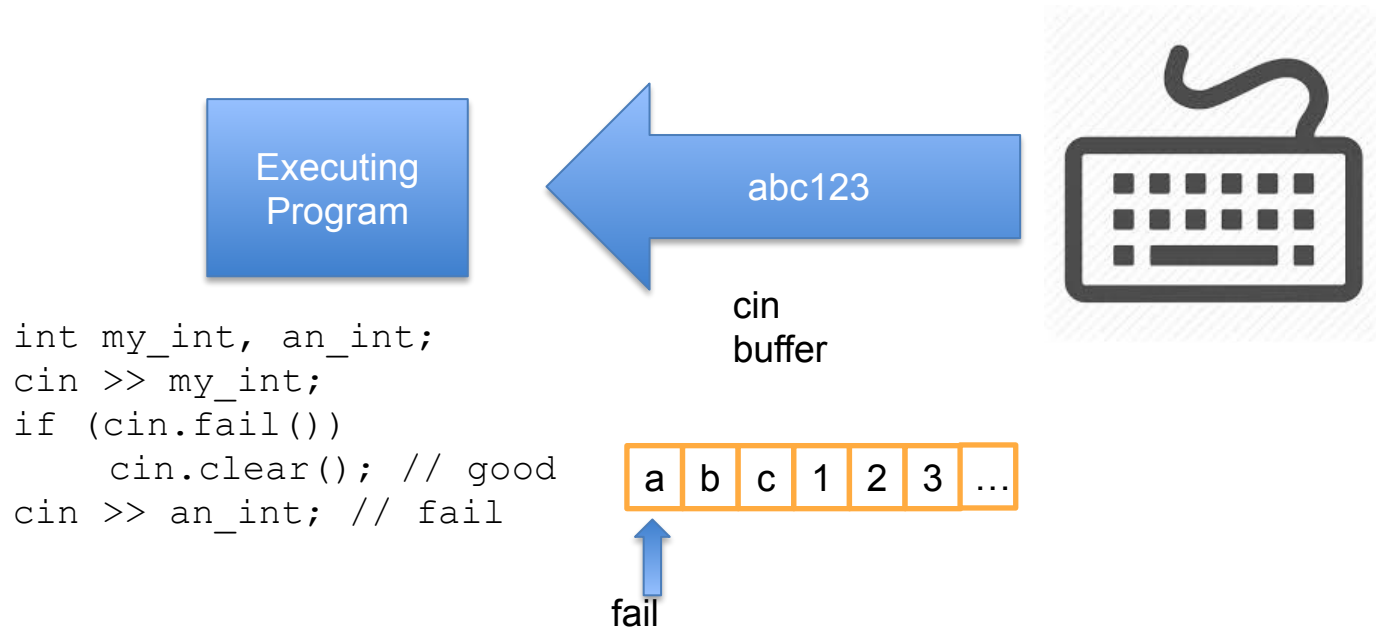 Executing
Program
abc123
cin
buffer
int my_int, an_int;
cin >> my_int;
if (cin.fail())
cin.clear(); // good
cin >> an_int; // fail
a b c 1 2 3 …
fail